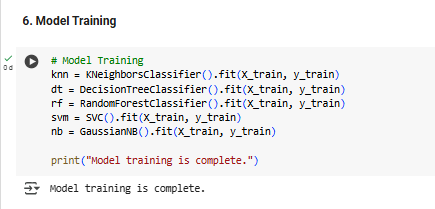 6. Model Training
0 d
# Model Training
knn = KNeighborsClassifier().fit(X_train, y_train)
dt = DecisionTreeClassifier().fit(X_train, y_train)
rf = RandomForestClassifier().fit(X_train, y_train)
svm = SVC().fit(X_train, y_train)
nb = GaussianNB().fit(X_train, y_train)
print("Model training is complete.")
Model training is complete.